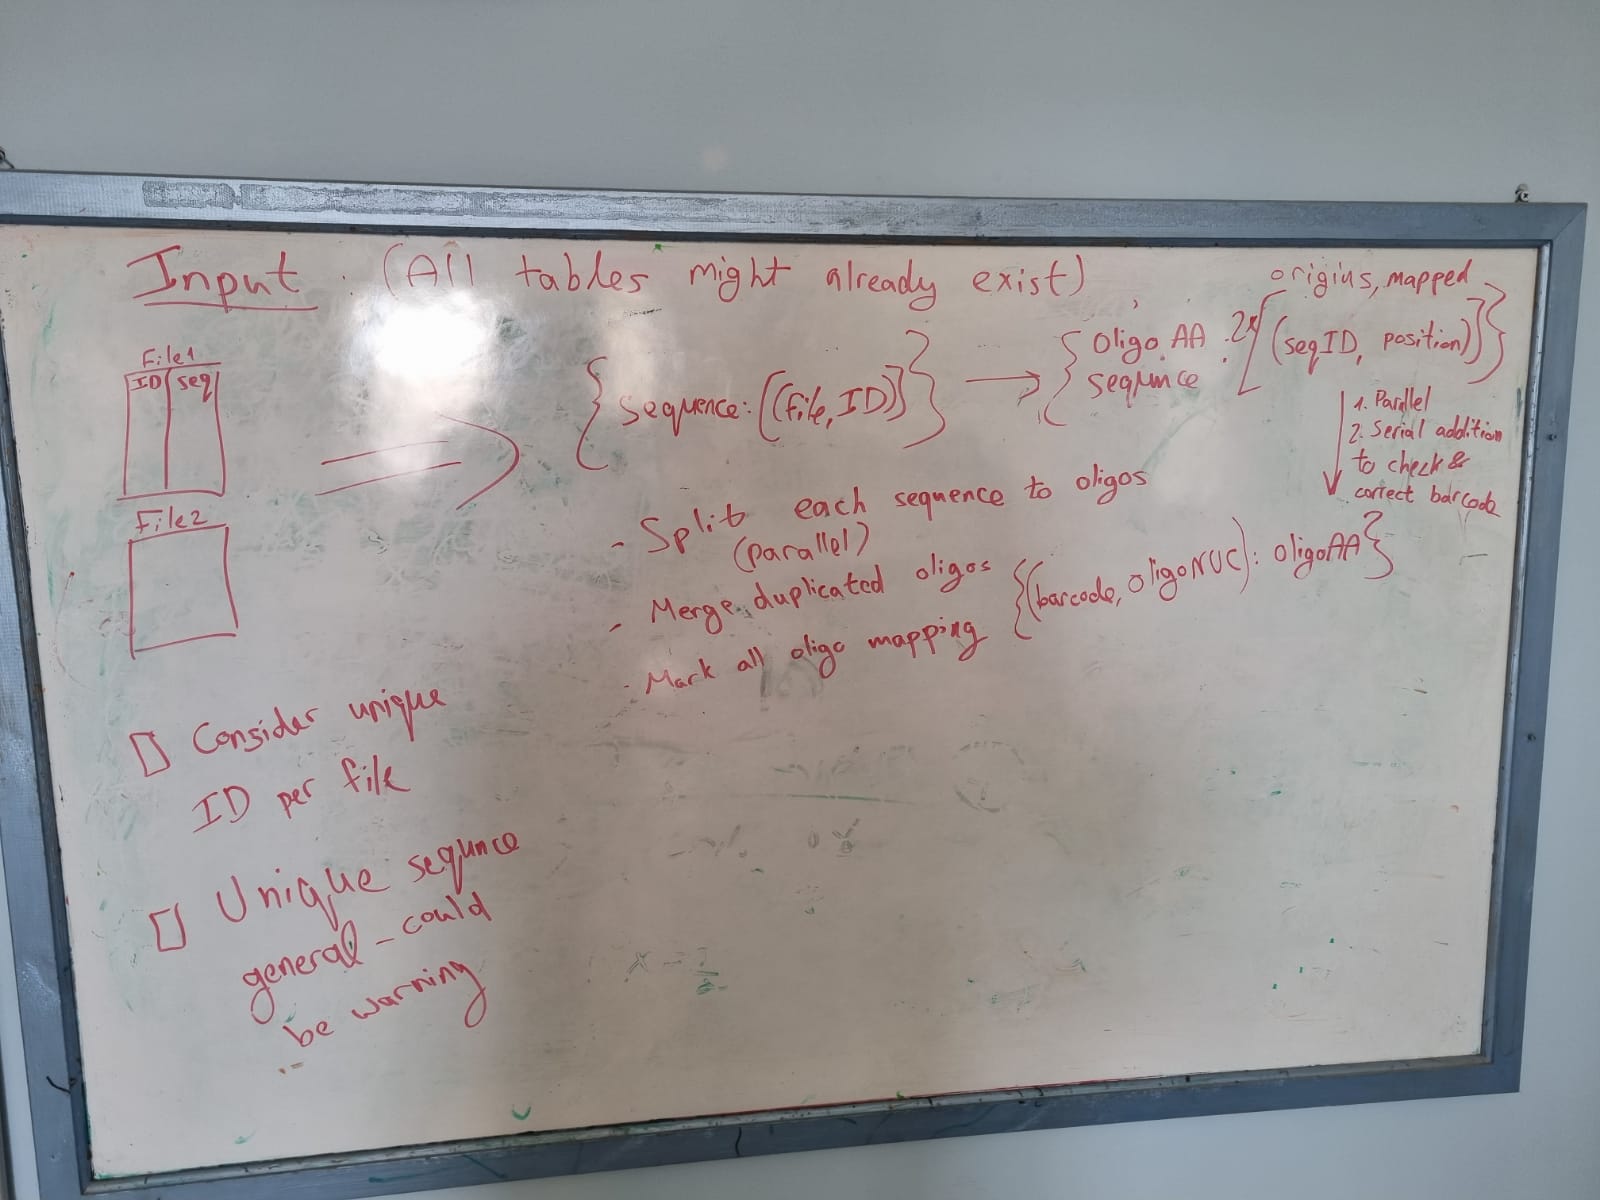 Input : (All tables might already exist)
File1
ID seq
File2
{sequence: [(file, ID)]} → {oligo AA sequnce : 2x[(seqID, position)]}
origins, mapped
1. Parallel
2. Serial addition
to check &
correct barcode
- Split each sequence to oligos
(parallel)
- Merge duplicated oligos
- Mark all oligo mapping
{(barcode, oligoNUC): oligoAA}
Consider unique
ID per file
Unique sequnce
general - could
be warning